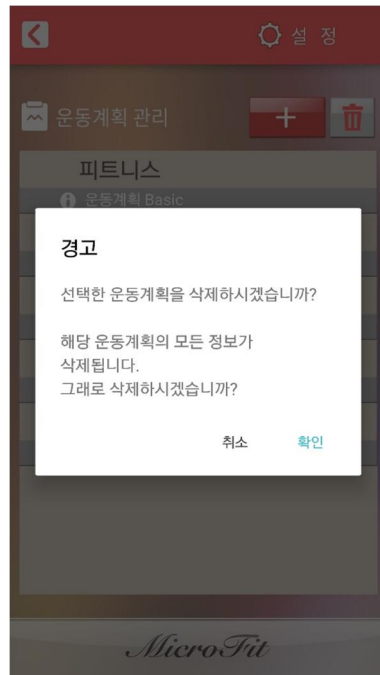 설 정
운동계획 관리
피트니스
운동계획 Basic
경고
선택한 운동계획을 삭제하시겠습니까?
해당 운동계획의 모든 정보가
삭제됩니다.
그래로 삭제하시겠습니까?
취소 확인
MicroFit